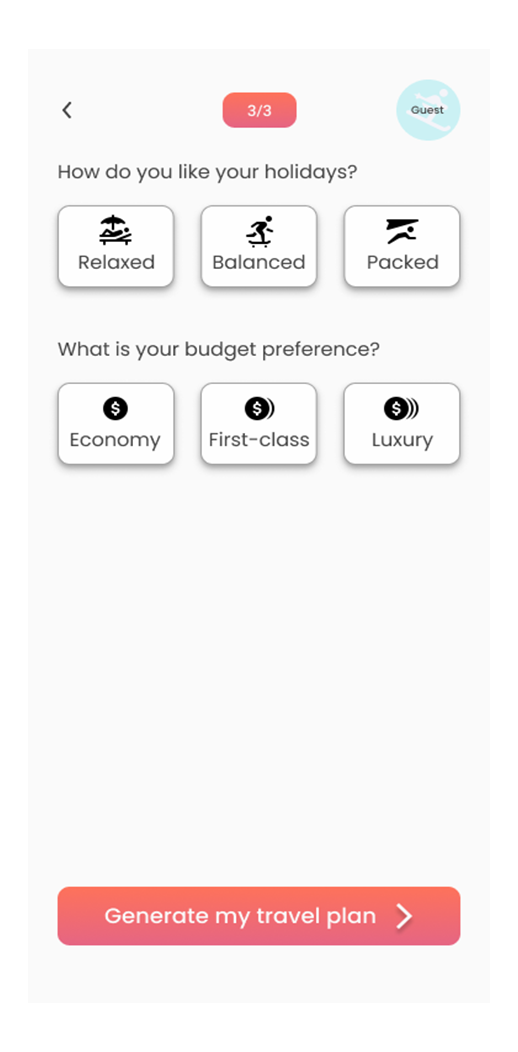 3/3
Guest
How do you like your holidays?
Relaxed
Balanced
Packed
What is your budget preference?
Economy
First-class
Luxury
Generate my travel plan